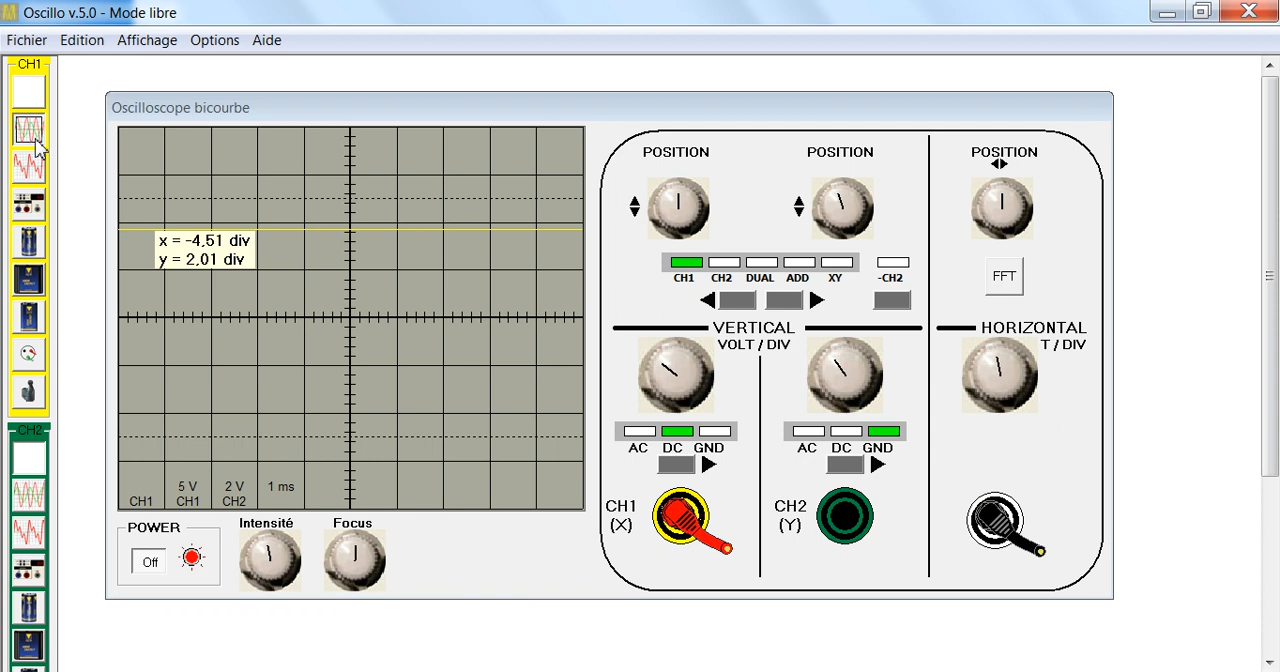 Oscillo v.5.0 - Mode libre
Fichier Edition Affichage Options Aide
CH1
Oscilloscope bicourbe
x = -4,51 div
y = 2,01 div
CH1
5 V
CH1
2 V
CH2
1 ms
POWER
Off
Intensité
Focus
POSITION
POSITION
POSITION
CH1 CH2 DUAL ADD XY
-CH2
FFT
VERTICAL
VOLT / DIV
HORIZONTAL
T / DIV
AC DC GND
AC DC GND
CH1
(X)
CH2
(Y)
CH2